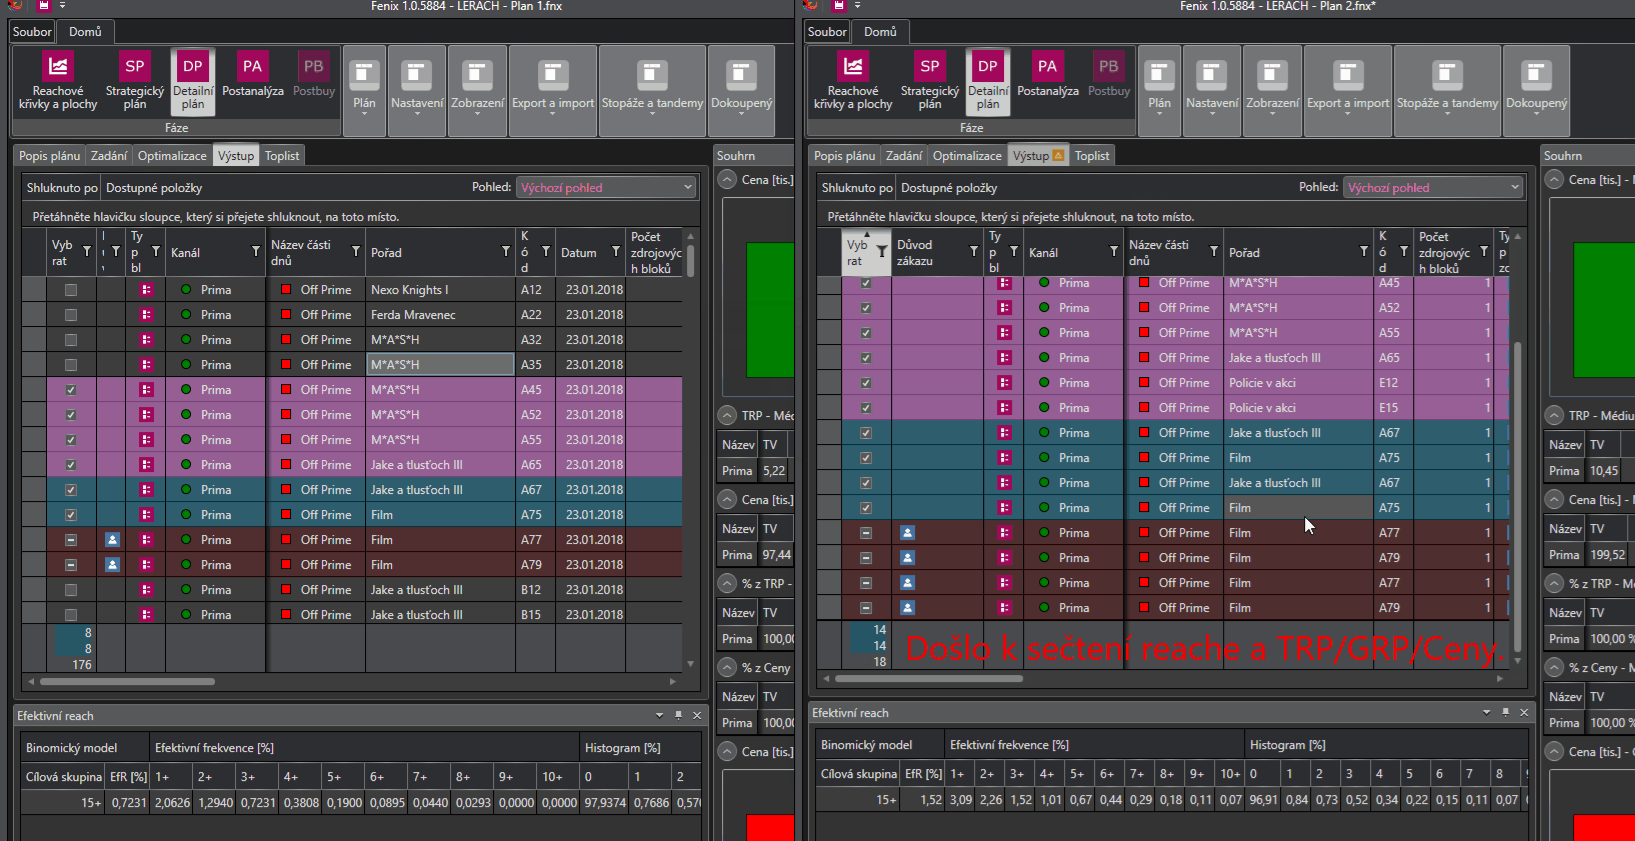 Fenix 1.0.5884 - LERACH - Plan 1.fnx
Soubor Domů
SP DP PA PB
Reachové křivky a plochy
Strategický plán
Detailní plán
Postanalýza
Postbuy
Plán
Nastavení
Zobrazení
Export a import
Stopáže a tandemy
Dokoupený
Fáze
Popis plánu Zadání Optimalizace Výstup Toplist
Shluknuto po Dostupné položky Pohled: Výchozí pohled
Přetáhněte hlavičku sloupce, který si přejete shluknout, na toto místo.
Vyb rat Ty p bl Kanál Název části dnů Pořad K ó d Datum Počet zdrojovýc h bloků
Prima Off Prime Nexo Knights I A12 23.01.2018
Prima Off Prime Ferda Mravenec A22 23.01.2018
Prima Off Prime M*A*S*H A32 23.01.2018
Prima Off Prime M*A*S*H A35 23.01.2018
Prima Off Prime M*A*S*H A45 23.01.2018
Prima Off Prime M*A*S*H A52 23.01.2018
Prima Off Prime M*A*S*H A55 23.01.2018
Prima Off Prime Jake a tlusťoch III A65 23.01.2018
Prima Off Prime Jake a tlusťoch III A67 23.01.2018
Prima Off Prime Film A75 23.01.2018
Prima Off Prime Film A77 23.01.2018
Prima Off Prime Film A79 23.01.2018
Prima Off Prime Jake a tlusťoch III B12 23.01.2018
Prima Off Prime Jake a tlusťoch III B15 23.01.2018
8
8
176
Souhrn
Cena [tis.]
TRP - Méd
Název TV
Prima 5,22
Cena [tis.]
Název TV
Prima 97,44
% z TRP -
Název TV
Prima 100,0
% z Ceny
Název TV
Prima 100,0
Cena [tis.]
Efektivní reach
Binomický model Efektivní frekvence [%] Histogram [%]
Cílová skupina EfR [%] 1+ 2+ 3+ 4+ 5+ 6+ 7+ 8+ 9+ 10+ 0 1 2
15+ 0,7231 2,0626 1,2940 0,7231 0,3808 0,1900 0,0895 0,0440 0,0293 0,0000 0,0000 97,9374 0,7686 0,570
Fenix 1.0.5884 - LERACH - Plan 2.fnx*
Soubor Domů
SP DP PA PB
Reachové křivky a plochy
Strategický plán
Detailní plán
Postanalýza
Postbuy
Plán
Nastavení
Zobrazení
Export a import
Stopáže a tandemy
Dokoupený
Fáze
Popis plánu Zadání Optimalizace Výstup Toplist
Shluknuto po Dostupné položky Pohled: Výchozí pohled
Přetáhněte hlavičku sloupce, který si přejete shluknout, na toto místo.
Vyb rat Důvod zákazu Ty p bl Kanál Název části dnů Pořad K ó d Počet zdrojovýc h bloků Ty p zc
Prima Off Prime M*A*S*H A45 1
Prima Off Prime M*A*S*H A52 1
Prima Off Prime M*A*S*H A55 1
Prima Off Prime Jake a tlusťoch III A65 1
Prima Off Prime Policie v akci E12 1
Prima Off Prime Policie v akci E15 1
Prima Off Prime Jake a tlusťoch III A67 1
Prima Off Prime Film A75 1
Prima Off Prime Jake a tlusťoch III A67 1
Prima Off Prime Film A75 1
Prima Off Prime Film A77 1
Prima Off Prime Film A79 1
Prima Off Prime Film A77 1
Prima Off Prime Film A79 1
14
14
18
Došlo k sečtení reache a TRP/GRP/Ceny.
Souhrn
Cena [tis.] -
TRP - Médiu
Název TV
Prima 10,45
Cena [tis.] -
Název TV
Prima 199,52
% z TRP - M
Název TV
Prima 100,00 %
% z Ceny - M
Název TV
Prima 100,00 %
Cena [tis.] -
Efektivní reach
Binomický model Efektivní frekvence [%] Histogram [%]
Cílová skupina EfR [%] 1+ 2+ 3+ 4+ 5+ 6+ 7+ 8+ 9+ 10+ 0 1 2 3 4 5 6 7 8
15+ 1,52 3,09 2,26 1,52 1,01 0,67 0,44 0,29 0,18 0,11 0,07 96,91 0,84 0,73 0,52 0,34 0,22 0,15 0,11 0,07